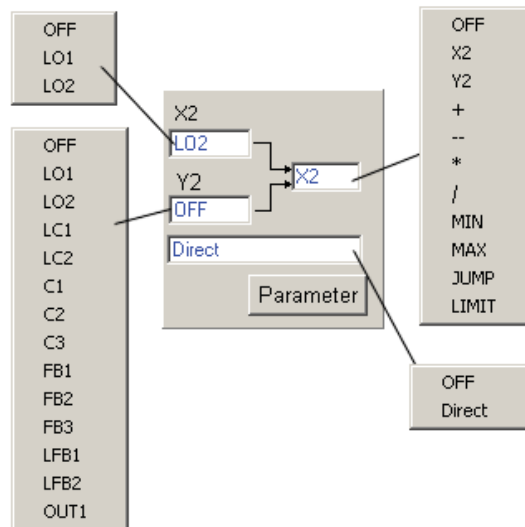 OFF
LO1
LO2
OFF
LO1
LO2
LC1
LC2
C1
C2
C3
FB1
FB2
FB3
LFB1
LFB2
OUT1
X2
LO2
Y2
OFF
X2
Direct
Parameter
OFF
X2
Y2
+
--
*
/
MIN
MAX
JUMP
LIMIT
OFF
Direct